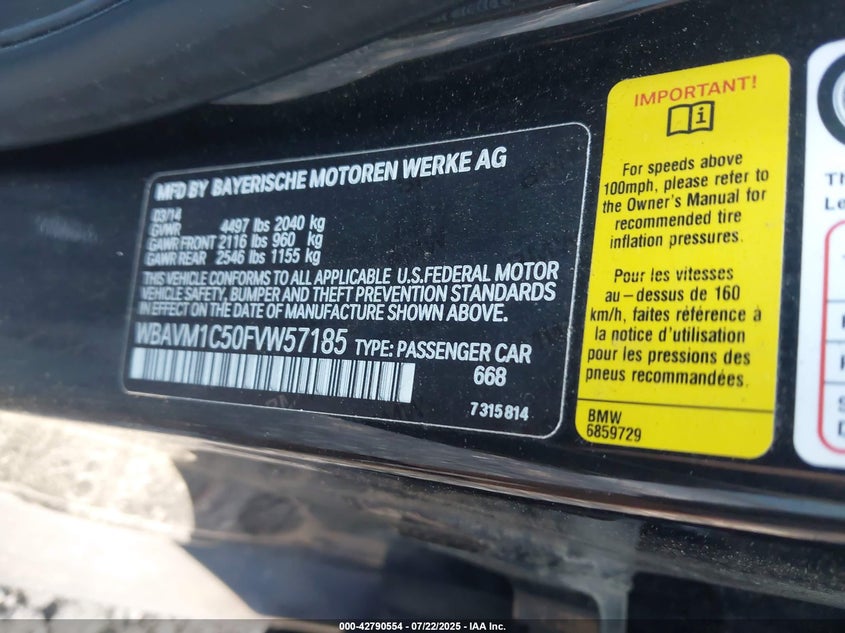 MFD BY BAYERISCHE MOTOREN WERKE AG
03/14
GVWR 4497 lbs 2040 kg
GAWR FRONT 2116 lbs 960 kg
GAWR REAR 2546 lbs 1155 kg
THIS VEHICLE CONFORMS TO ALL APPLICABLE U.S.FEDERAL MOTOR
VEHICLE SAFETY, BUMPER AND THEFT PREVENTION STANDARDS
IN EFFECT ON THE DATE OF MANUFACTURE SHOWN ABOVE.
WBAVM1C50FVW57185 TYPE: PASSENGER CAR
668
7 315 814
IMPORTANT!
i
For speeds above
100mph, please refer to
the Owner's Manual for
recommended tire
inflation pressures.
Pour les vitesses
au-dessus de 160
km/h, faites référence à
la notice d'utilisation
pour les pressions des
pneus recommandées.
BMW
6859729
Th
Le
000-42790554 / 07/22/2025 - IAA Inc.